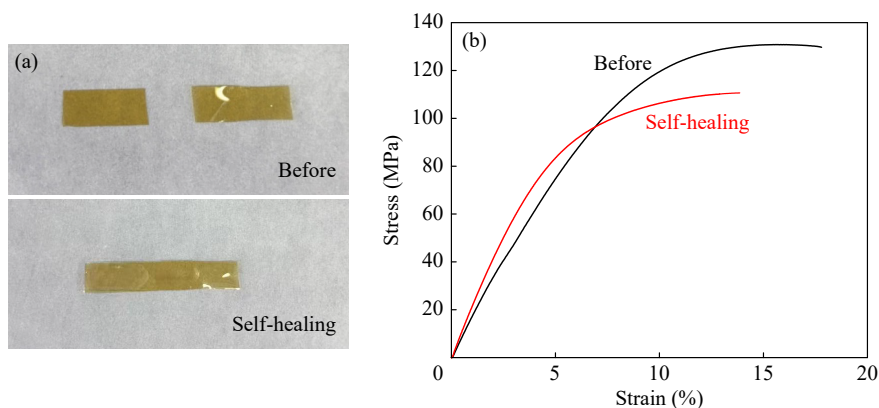 (a)
Before
Self-healing
(b)
Stress (MPa)
140
120
100
80
60
40
20
0
Before
Self-healing
5
10
15
20
Strain (%)